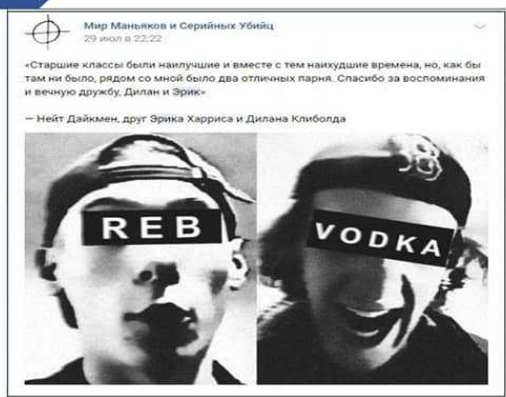 Мир Маньяков и Серийных Убийц
29 июл в 22:22
«Старшие классы были наилучшие и вместе с тем наихудшие времена, но, как бы
там ни было, рядом со мной было два отличных парня. Спасибо за воспоминания
и вечную дружбу, Дилан и Эрик»
— Нейт Дайкмен, друг Эрика Харриса и Дилана Клиболда
REB
VODKA